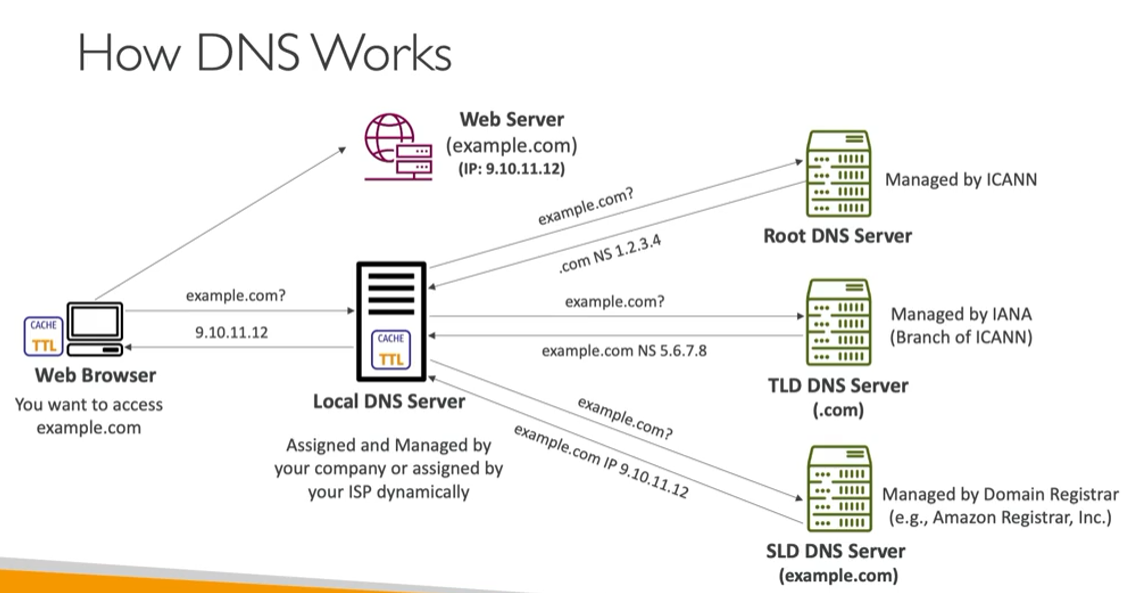 How DNS Works
Web Server
(example.com)
(IP: 9.10.11.12)
example.com?
.com NS 1.2.3.4
Managed by ICANN
Root DNS Server
example.com?
9.10.11.12
CACHE
TTL
Web Browser
You want to access
example.com
CACHE
TTL
Local DNS Server
Assigned and Managed by
your company or assigned by
your ISP dynamically
example.com?
example.com NS 5.6.7.8
Managed by IANA
(Branch of ICANN)
TLD DNS Server
(.com)
example.com?
example.com IP 9.10.11.12
Managed by Domain Registrar
(e.g., Amazon Registrar, Inc.)
SLD DNS Server
(example.com)